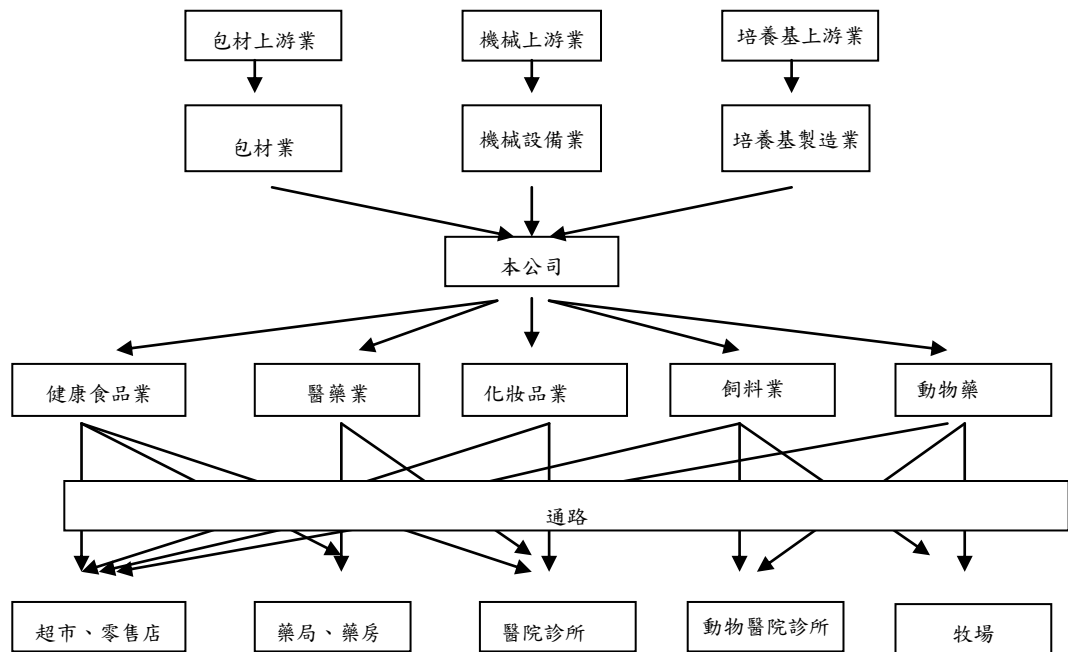 包材上游業
機械上游業
培養基上游業
包材業
機械設備業
培養基製造業
本公司
健康食品業
醫藥業
化妝品業
飼料業
動物藥
通路
超市、零售店
藥局、藥房
醫院診所
動物醫院診所
牧場